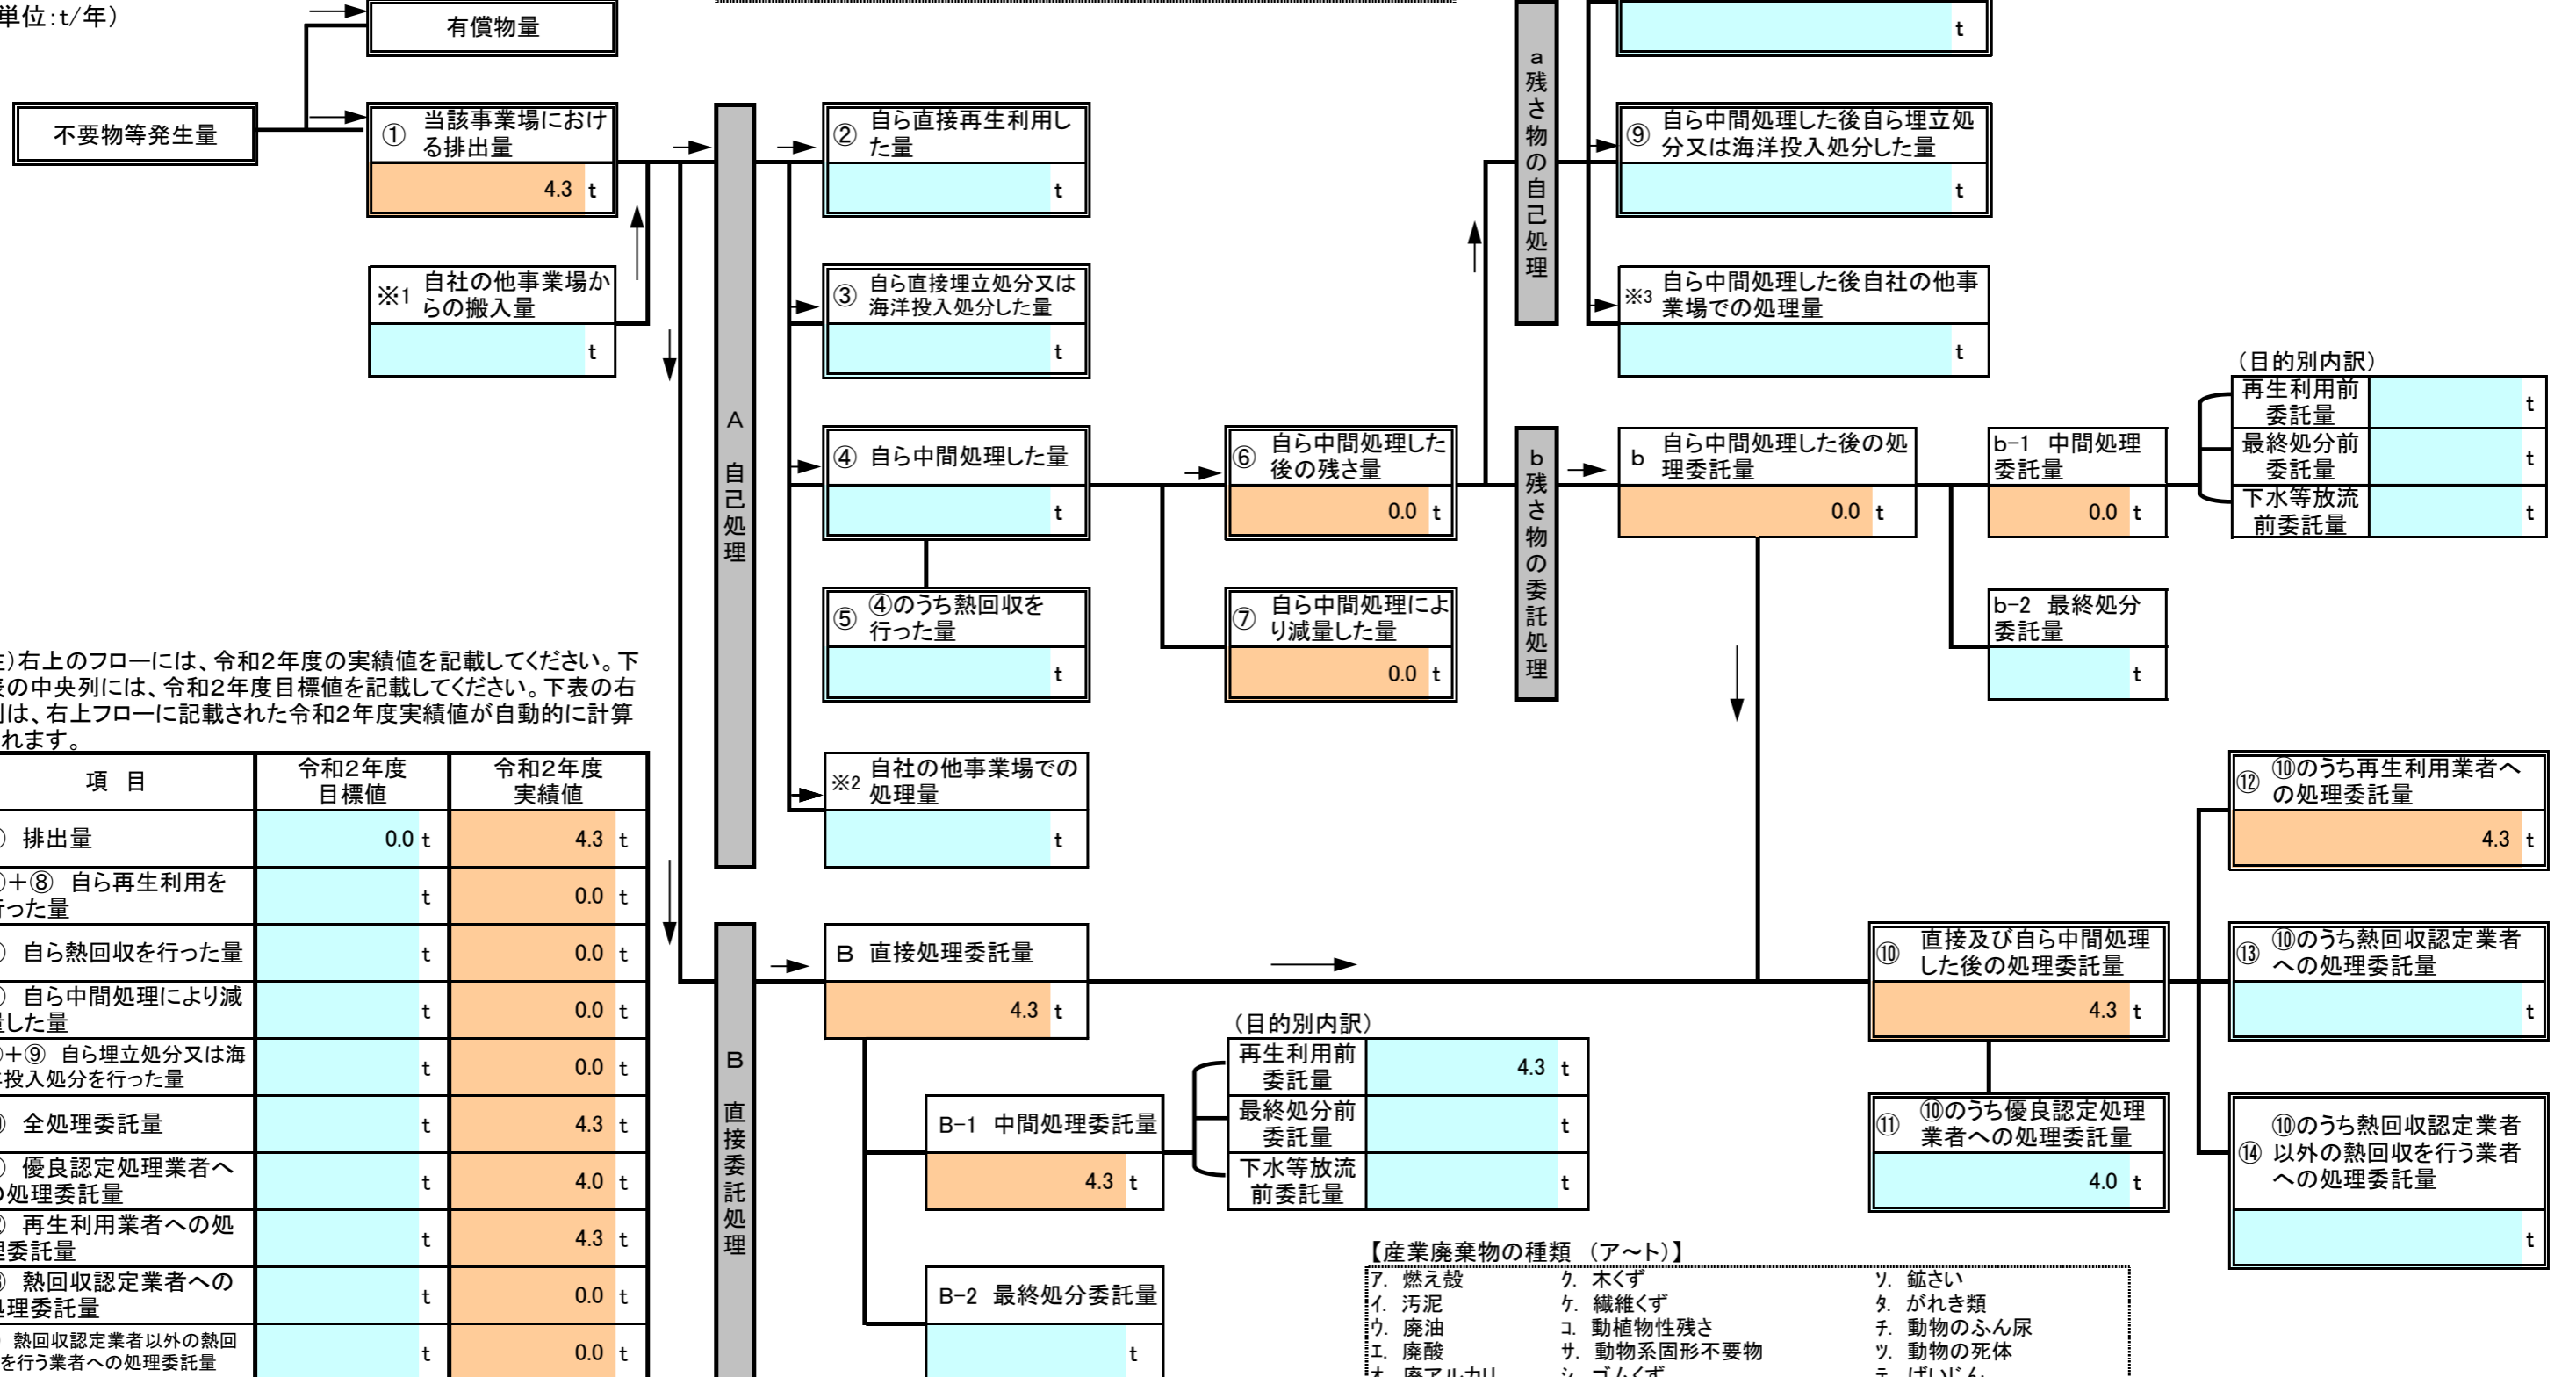 単位:t/年)
有償物量
不要物等発生量
① 当該事業場におけ
る排出量
4.3 t
※1 自社の他事業場か
らの搬入量
t
A 自己処理
② 自ら直接再生利用し
た量
t
③ 自ら直接埋立処分又は
海洋投入処分した量
t
④ 自ら中間処理した量
t
⑤ ④のうち熱回収を
行った量
t
※2 自社の他事業場での
処理量
t
⑥ 自ら中間処理した
後の残さ量
0.0 t
⑦ 自ら中間処理によ
り減量した量
0.0 t
a 残さ物の自己処理
t
⑨ 自ら中間処理した後自ら埋立処
分又は海洋投入処分した量
t
※3 自ら中間処理した後自社の他事
業場での処理量
t
b 残さ物の委託処理
b 自ら中間処理した後の処
理委託量
0.0 t
b-1 中間処理
委託量
0.0 t
(目的別内訳)
再生利用前
委託量
t
最終処分前
委託量
t
下水等放流
前委託量
t
b-2 最終処分
委託量
t
)右上のフローには、令和2年度の実績値を記載してください。下
の中央列には、令和2年度目標値を記載してください。下表の右
は、右上フローに記載された令和2年度実績値が自動的に計算
れます。
項 目
令和2年度
目標値
令和2年度
実績値
排出量
0.0 t
4.3 t
+⑧ 自ら再生利用を
った量
t
0.0 t
自ら熱回収を行った量
t
0.0 t
自ら中間処理により減
した量
t
0.0 t
+⑨ 自ら埋立処分又は海
投入処分を行った量
t
0.0 t
全処理委託量
t
4.3 t
優良認定処理業者へ
処理委託量
t
4.0 t
再生利用業者への処
委託量
t
4.3 t
熱回収認定業者への
理委託量
t
0.0 t
熱回収認定業者以外の熱回
を行う業者への処理委託量
t
0.0 t
B 直接委託処理
B 直接処理委託量
4.3 t
B-1 中間処理委託量
4.3 t
(目的別内訳)
再生利用前
委託量
4.3 t
最終処分前
委託量
t
下水等放流
前委託量
t
B-2 最終処分委託量
t
⑩ 直接及び自ら中間処理
した後の処理委託量
4.3 t
⑪ ⑩のうち優良認定処理
業者への処理委託量
4.0 t
⑫ ⑩のうち再生利用業者へ
の処理委託量
4.3 t
⑬ ⑩のうち熱回収認定業者
への処理委託量
t
⑭ ⑩のうち熱回収認定業者
以外の熱回収を行う業者
への処理委託量
t
【産業廃棄物の種類 (ア~ト)】
ア. 燃え殻 ク. 木くず ソ. 鉱さい
イ. 汚泥 ケ. 繊維くず タ. がれき類
ウ. 廃油 コ. 動植物性残さ チ. 動物のふん尿
エ. 廃酸 サ. 動物系固形不要物 ツ. 動物の死体
オ. 廃アルカリ シ. ゴムくず テ. ばいじん